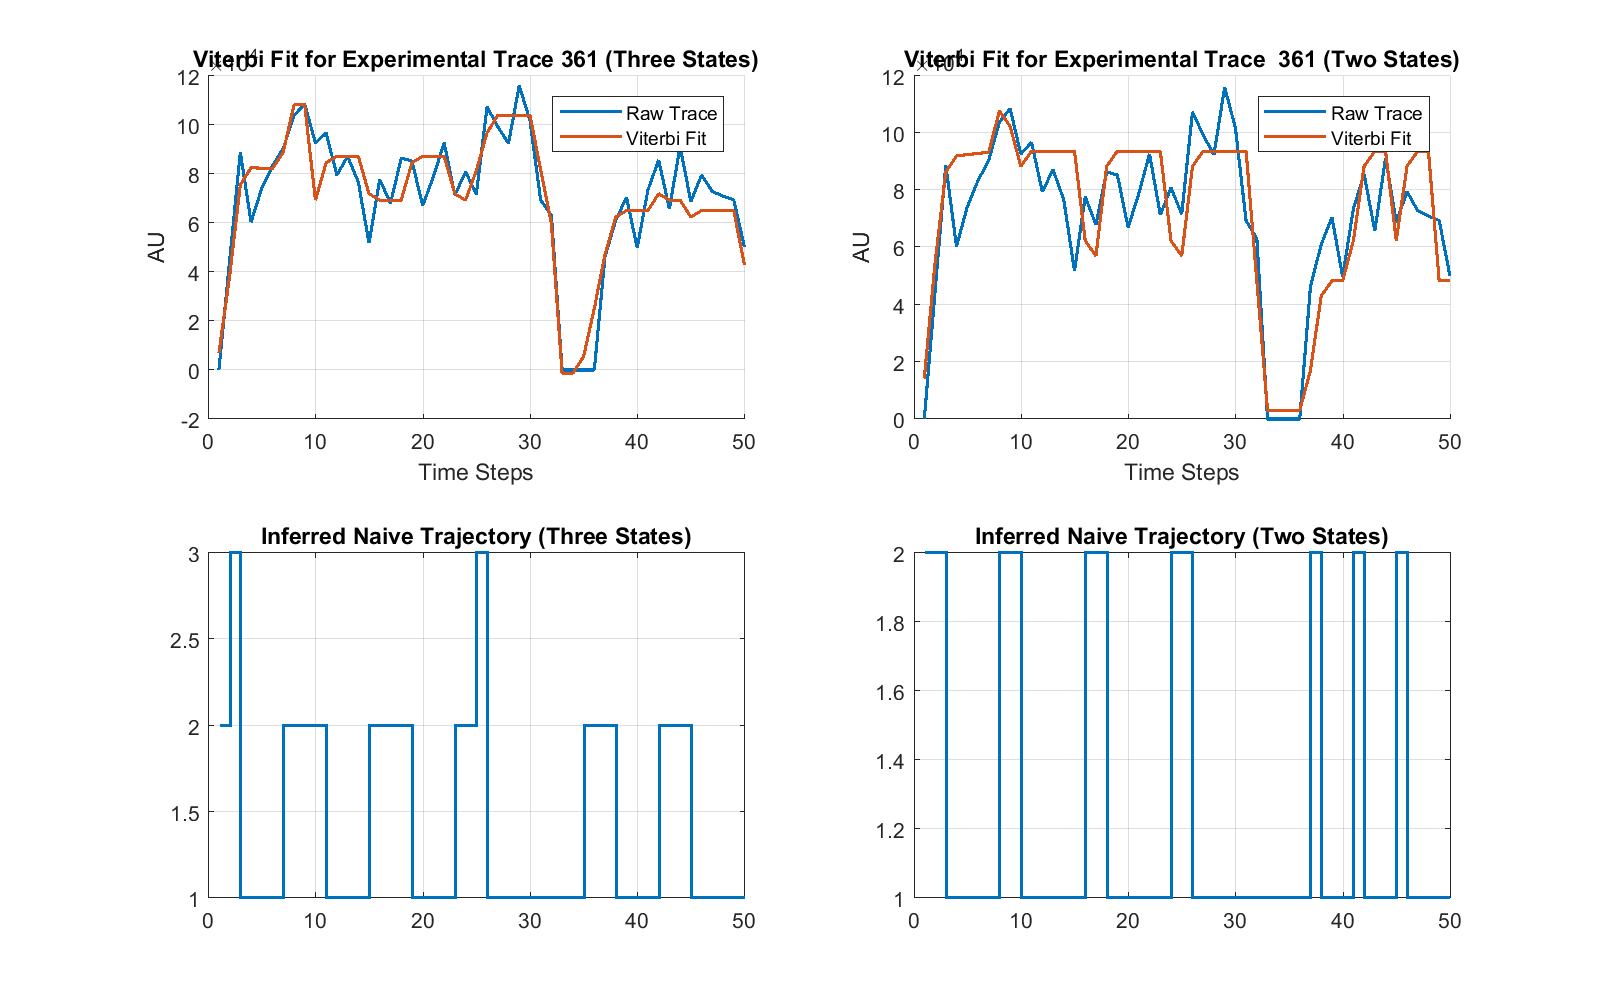 Viterbi Fit for Experimental Trace 361 (Three States)
12
10
8
6
4
2
0
-2
AU
Raw Trace
Viterbi Fit
0 10 20 30 40 50
Time Steps
Viterbi Fit for Experimental Trace 361 (Two States)
12
10
8
6
4
2
0
AU
Raw Trace
Viterbi Fit
0 10 20 30 40 50
Time Steps
Inferred Naive Trajectory (Three States)
3
2.5
2
1.5
1
0 10 20 30 40 50
Inferred Naive Trajectory (Two States)
2
1.8
1.6
1.4
1.2
1
0 10 20 30 40 50